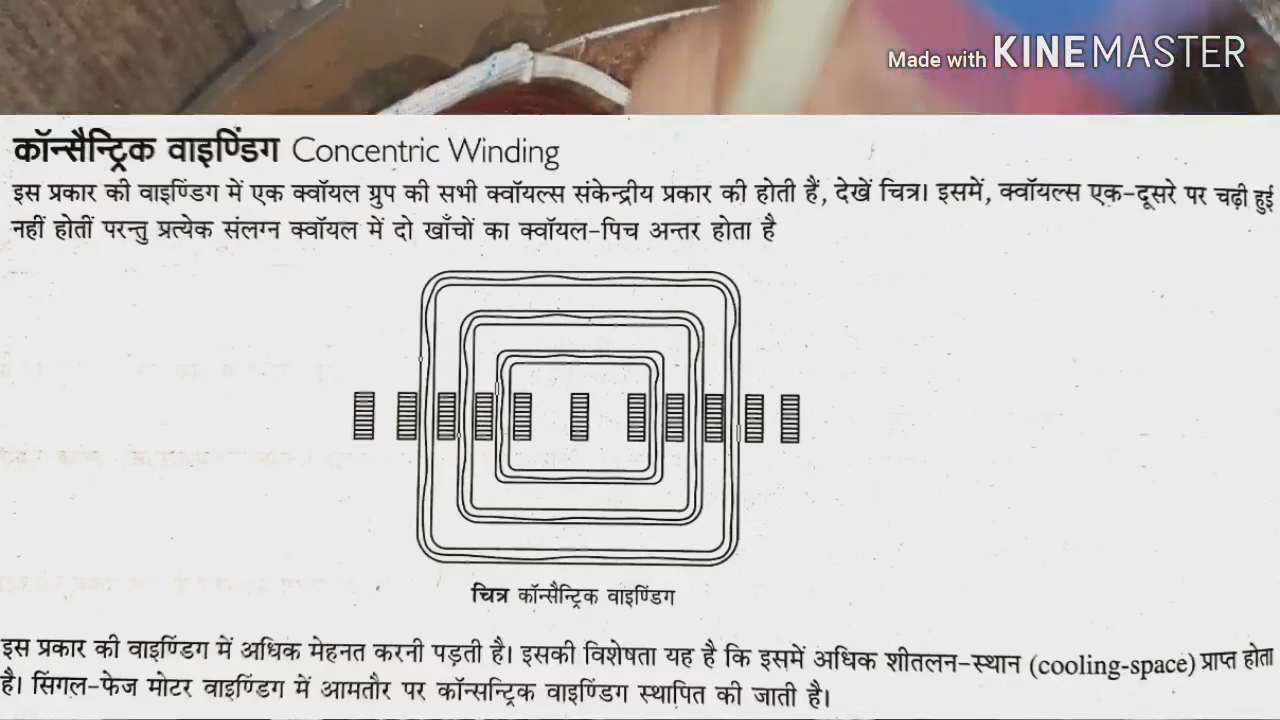 Made with KINEMASTER
कॉन्सैन्ट्रिक वाइण्डिंग Concentric Winding
इस प्रकार की वाइण्डिंग में एक क्वॉयल ग्रुप की सभी क्वॉयल्स संकेन्द्रीय प्रकार की होती हैं, देखें चित्र। इसमें, क्वॉयल्स एक-दूसरे पर चढ़ी हुई
नहीं होतीं परन्तु प्रत्येक संलग्न क्वॉयल में दो खाँचों का क्वॉयल-पिच अन्तर होता है
चित्र कॉन्सैन्ट्रिक वाइण्डिंग
इस प्रकार की वाइण्डिंग में अधिक मेहनत करनी पड़ती है। इसकी विशेषता यह है कि इसमें अधिक शीतलन-स्थान (cooling-space) प्राप्त होता
है। सिंगल-फेज मोटर वाइण्डिंग में आमतौर पर कॉन्सन्ट्रिक वाइण्डिंग स्थापित की जाती है।